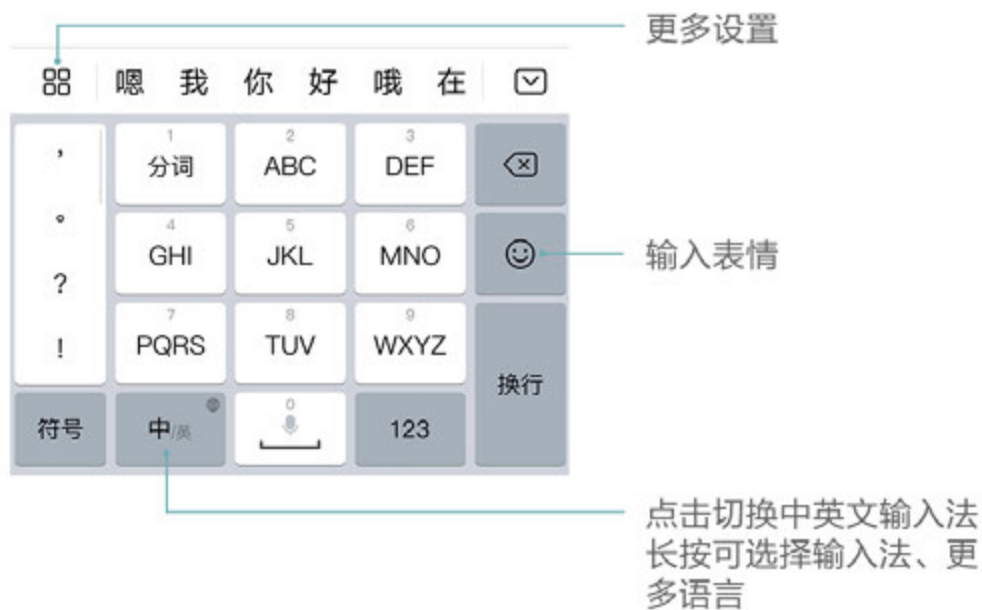 更多设置
嗯 我 你 好 哦 在
，
1
分词
2
ABC
3
DEF
。
4
GHI
5
JKL
6
MNO
输入表情
?
7
PQRS
8
TUV
9
WXYZ
!
换行
符号
中/英
0
123
点击切换中英文输入法
长按可选择输入法、更
多语言